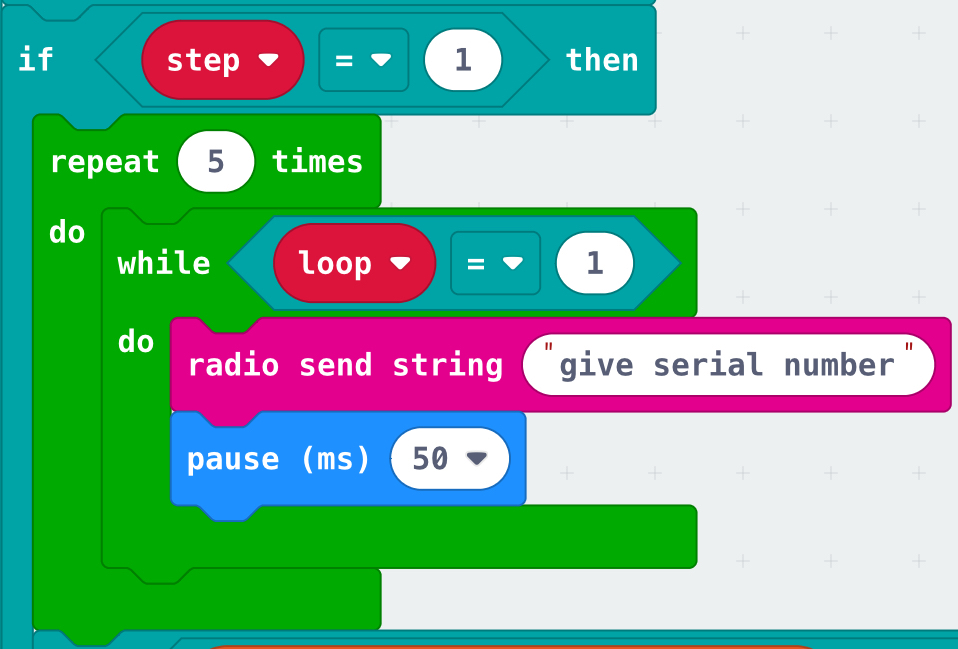 if step = 1 then
repeat 5 times
do
while loop = 1
do
radio send string "give serial number"
pause (ms) 50